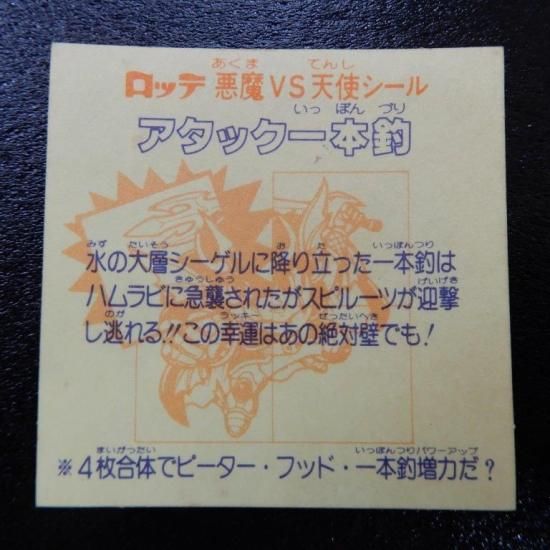 あくま てんし
ロッテ 悪魔VS天使シール
いっ ぽん づり
アタック一本釣
みず たいそう お た いっぽんつり
水の大層シーゲルに降り立った一本釣は
きゅうしゅう げいげき
ハムラビに急襲されたがスピルーツが迎撃
のが ラッキー ぜったいへき
し逃れる!!この幸運はあの絶対壁でも!
まいがったい いっぽんつりパワーアップ
※4枚合体でピーター・フッド・一本釣増力だ?